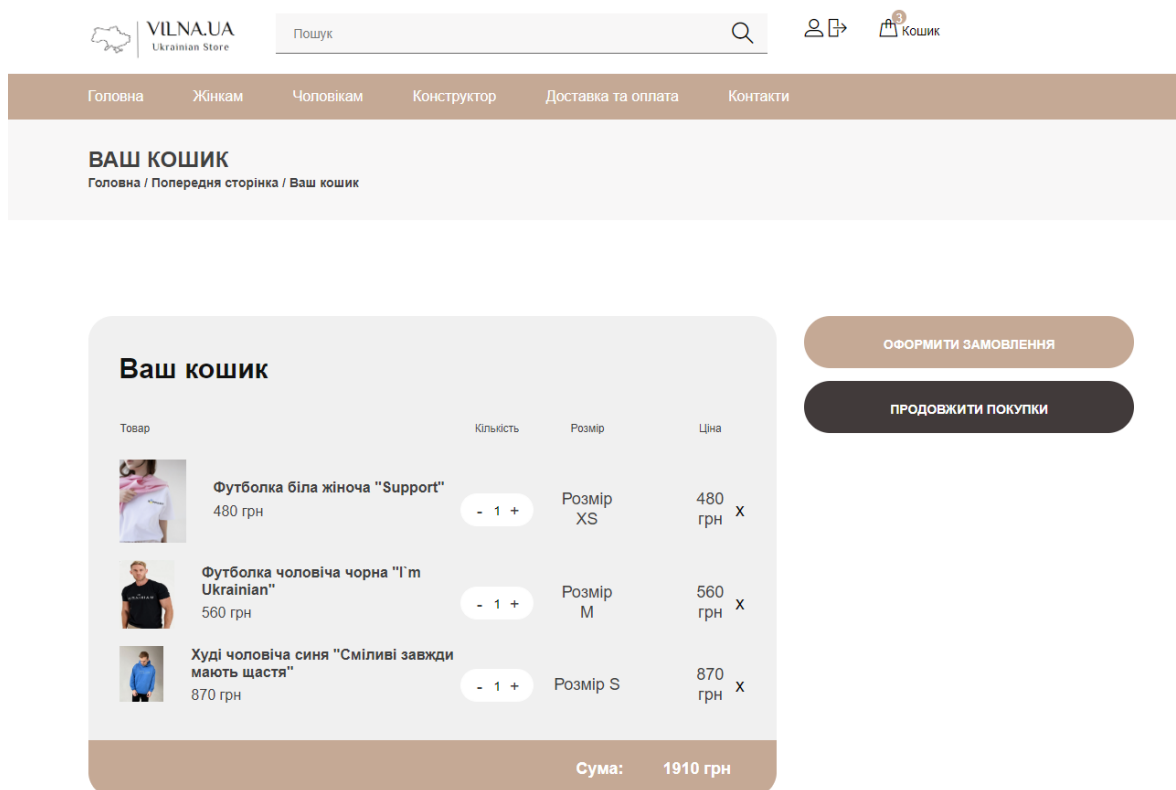 VILNA.UA
Ukrainian Store
Пошук
3
Кошик
Головна Жінкам Чоловікам Конструктор Доставка та оплата Контакти
ВАШ КОШИК
Головна / Попередня сторінка / Ваш кошик
Ваш кошик
ОФОРМИТИ ЗАМОВЛЕННЯ
ПРОДОВЖИТИ ПОКУПКИ
Товар Кількість Розмір Ціна
Футболка біла жіноча "Support"
480 грн
- 1 +
Розмір
XS
480
грн
X
Футболка чоловіча чорна "I`m
Ukrainian"
560 грн
- 1 +
Розмір
M
560
грн
X
Худі чоловіча синя "Сміливі завжди
мають щастя"
870 грн
- 1 +
Розмір S
870
грн
X
Сума: 1910 грн